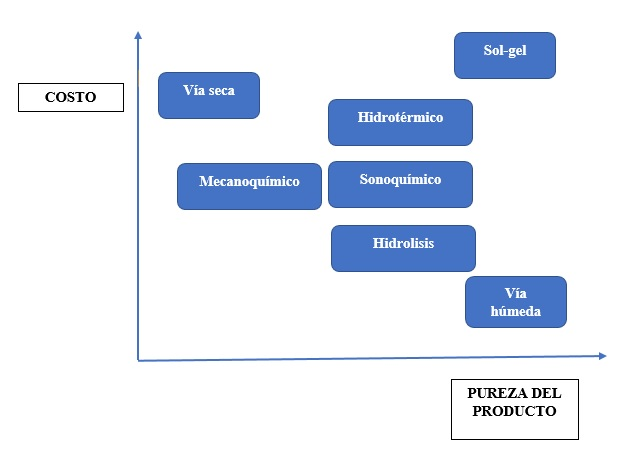 Sol-gel
Vía seca
COSTO
Hidrotérmico
Mecanoquímico
Sonoquímico
Hidrolisis
Vía
húmeda
PUREZA DEL
PRODUCTO